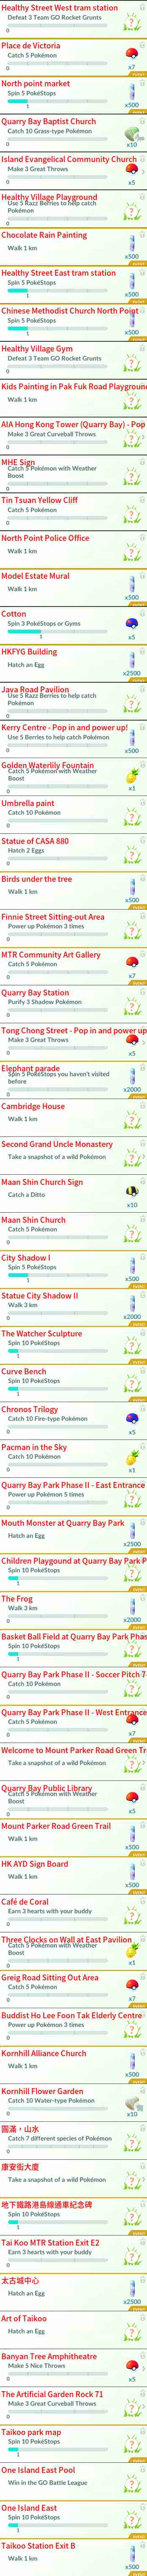 Healthy Street West tram station
Defeat 3 Team GO Rocket Grunts
0
Place de Victoria
Catch 5 Pokémon
0
x7
North point market
Spin 5 PokéStops
1
x500
Quarry Bay Baptist Church
Catch 10 Grass-type Pokémon
0
x10
Island Evangelical Community Church
Make 3 Great Throws
0
x5
Healthy Village Playground
Use 5 Razz Berries to help catch
Pokémon
0
Chocolate Rain Painting
Walk 1 km
x500
Healthy Street East tram station
Spin 5 PokéStops
1
x500
Chinese Methodist Church North Point
Spin 5 PokéStops
1
x500
Healthy Village Gym
Defeat 3 Team GO Rocket Grunts
0
Kids Painting in Pak Fuk Road Playground
Walk 1 km
AIA Hong Kong Tower (Quarry Bay) - Pop
Make 3 Great Curveball Throws
0
MHE Sign
Catch 5 Pokémon with Weather
Boost
0
Tin Tsuan Yellow Cliff
Catch 5 Pokémon
0
North Point Police Office
Walk 1 km
Model Estate Mural
Walk 1 km
x500
Cotton
Spin 3 PokéStops or Gyms
1
x5
HKFYG Building
Hatch an Egg
x2500
Java Road Pavilion
Use 5 Razz Berries to help catch
Pokémon
0
Kerry Centre - Pop in and power up!
Use 5 Berries to help catch Pokémon
0
x500
Golden Waterlily Fountain
Catch 5 Pokémon with Weather
Boost
0
x1
Umbrella paint
Catch 10 Pokémon
0
Statue of CASA 880
Hatch 2 Eggs
0
Birds under the tree
Walk 1 km
x500
Finnie Street Sitting-out Area
Power up Pokémon 3 times
0
MTR Community Art Gallery
Catch 5 Pokémon
0
x7
Quarry Bay Station
Purify 3 Shadow Pokémon
0
Tong Chong Street - Pop in and power up
Make 3 Great Throws
0
x5
Elephant parade
Spin 5 PokéStops you haven't visited
before
0
x2000
Cambridge House
Walk 1 km
Second Grand Uncle Monastery
Take a snapshot of a wild Pokémon
Maan Shin Church Sign
Catch a Ditto
x10
Maan Shin Church
Catch 5 Pokémon
0
City Shadow I
Spin 5 PokéStops
1
x500
Statue City Shadow II
Walk 3 km
0
x2000
The Watcher Sculpture
Spin 10 PokéStops
1
Curve Bench
Spin 10 PokéStops
1
Chronos Trilogy
Catch 10 Fire-type Pokémon
0
x5
Pacman in the Sky
Catch 10 Pokémon
0
x1
Quarry Bay Park Phase II - East Entrance
Power up Pokémon 5 times
0
Mouth Monster at Quarry Bay Park
Hatch an Egg
x2500
Children Playgound at Quarry Bay Park P
Spin 10 PokéStops
1
The Frog
Walk 3 km
0
x2000
Basket Ball Field at Quarry Bay Park Phas
Spin 10 PokéStops
1
Quarry Bay Park Phase II - Soccer Pitch 7-
Catch 10 Pokémon
0
Quarry Bay Park Phase II - West Entrance
Catch 5 Pokémon
0
x7
Welcome to Mount Parker Road Green Tr
Take a snapshot of a wild Pokémon
Quarry Bay Public Library
Catch 5 Pokémon with Weather
Boost
0
x5
Mount Parker Road Green Trail
Walk 1 km
x500
HK AYD Sign Board
Walk 1 km
x500
Café de Coral
Earn 3 hearts with your buddy
0
Three Clocks on Wall at East Pavilion
Catch 5 Pokémon with Weather
Boost
0
x1
Greig Road Sitting Out Area
Catch 5 Pokémon
0
x7
Buddist Ho Lee Foon Tak Elderly Centre
Power up Pokémon 3 times
0
Kornhill Alliance Church
Walk 1 km
x500
Kornhill Flower Garden
Catch 10 Water-type Pokémon
0
x10
圓滿，山水
Catch 7 different species of Pokémon
0
康安街大廈
Take a snapshot of a wild Pokémon
地下鐵路港島線通車紀念碑
Spin 10 PokéStops
1
Tai Koo MTR Station Exit E2
Earn 3 hearts with your buddy
0
太古城中心
Hatch an Egg
x2500
Art of Taikoo
Hatch an Egg
Banyan Tree Amphitheatre
Make 5 Nice Throws
0
x5
The Artificial Garden Rock 71
Make 3 Great Curveball Throws
0
Taikoo park map
Spin 10 PokéStops
1
One Island East Pool
Win in the GO Battle League
One Island East
Spin 10 PokéStops
1
Taikoo Station Exit B
Walk 1 km
x500